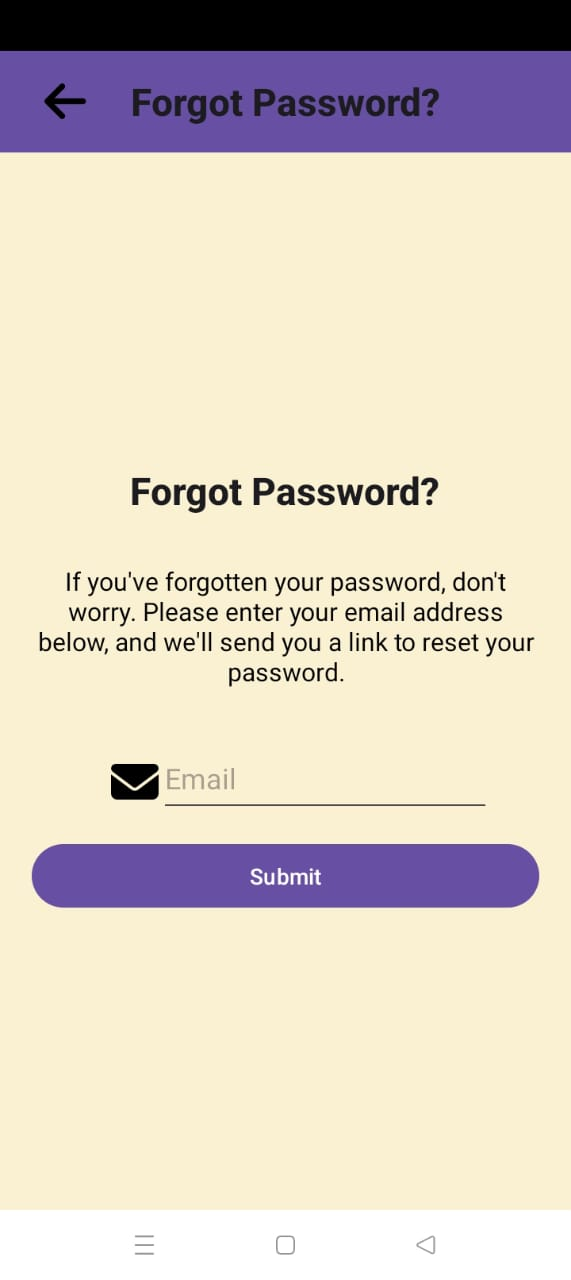 Forgot Password?
Forgot Password?
If you've forgotten your password, don't
worry. Please enter your email address
below, and we'll send you a link to reset your
password.
Email
Submit